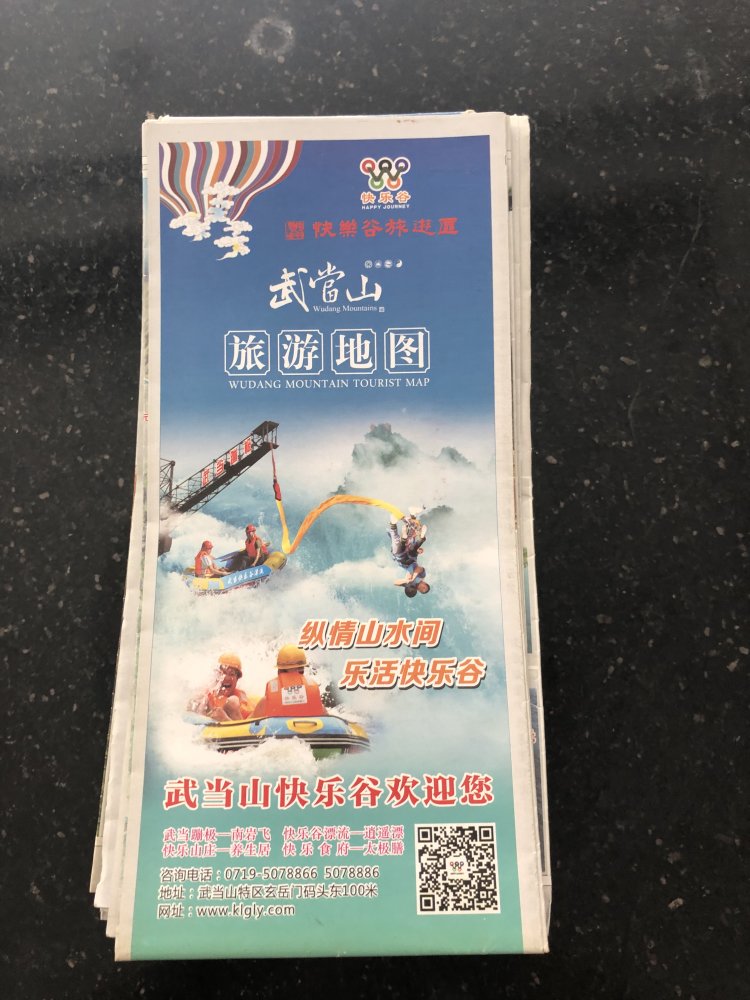 快乐谷
HAPPY JOURNEY
快樂谷旅遊區
武當山
Wudang Mountains
旅游地图
WUDANG MOUNTAIN TOURIST MAP
纵情山水间
乐活快乐谷
武当山快乐谷欢迎您
武当蹦极—南岩飞 快乐谷漂流—逍遥漂
快乐山庄—养生居 快乐食府—太极膳
咨询电话：0719-5078866 5078886
地址：武当山特区玄岳门码头东100米
网址：www.klgly.com